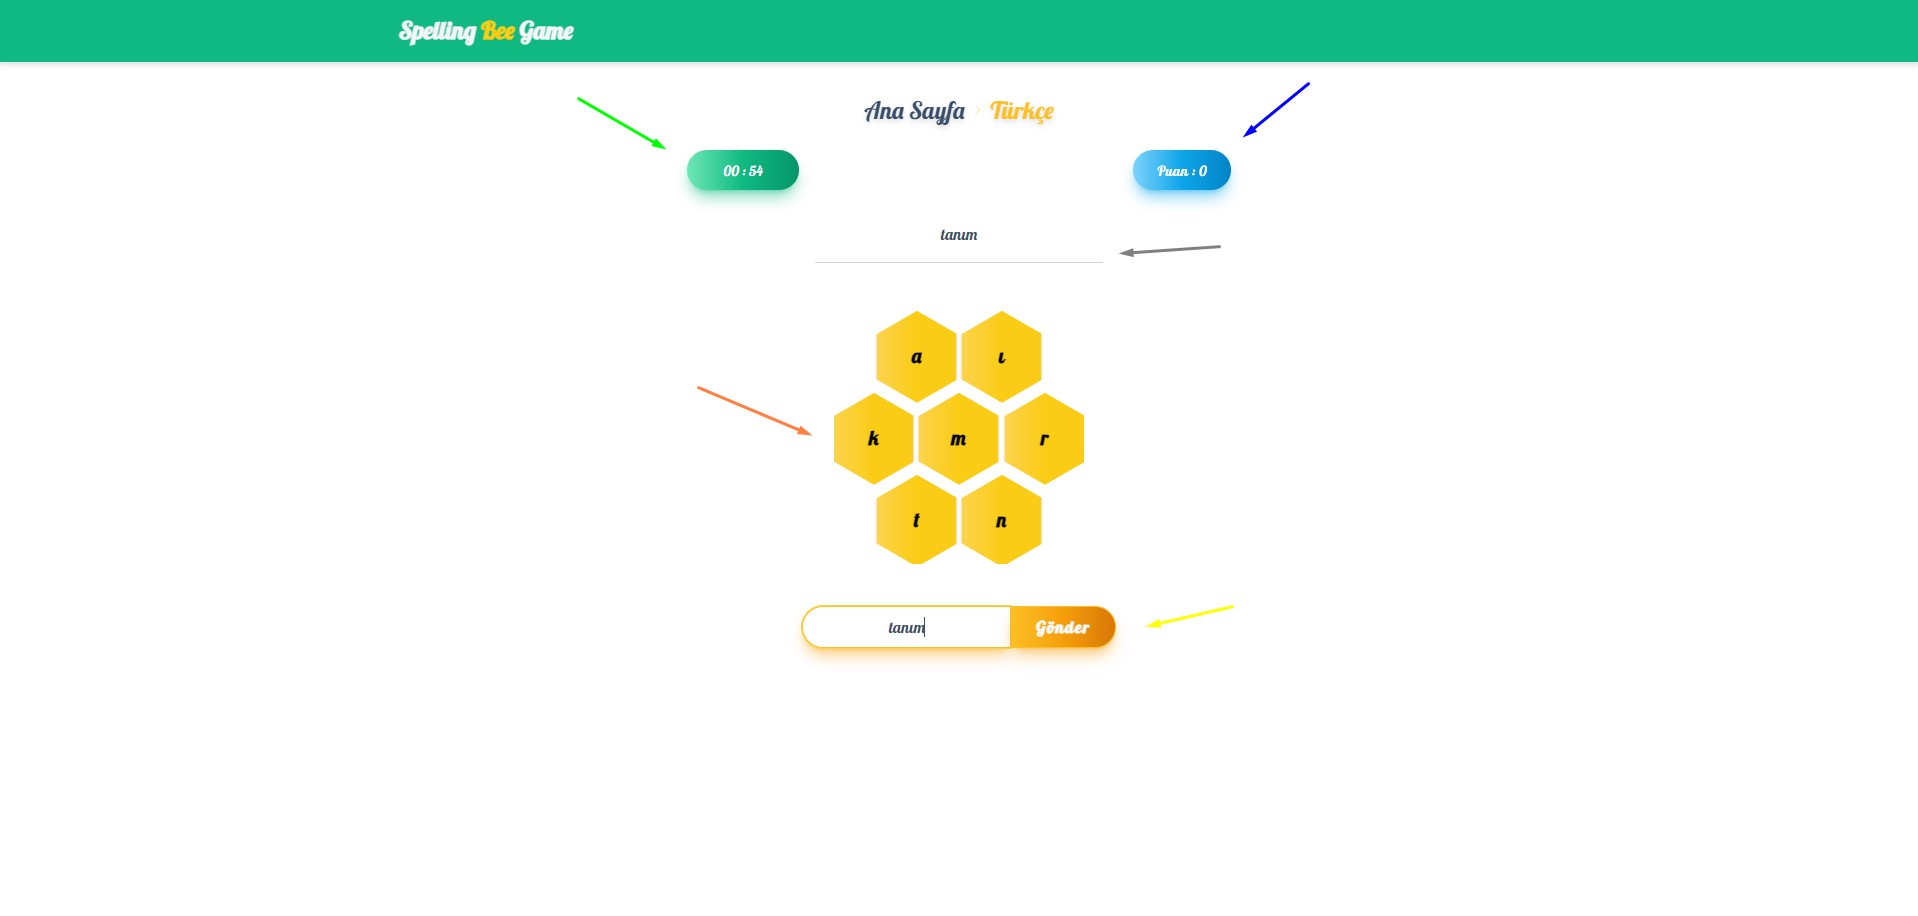 Spelling Bee Game
Ana Sayfa > Türkçe
00 : 54
Puan : 0
tanım
a ı
k m r
t n
tanım
Gönder